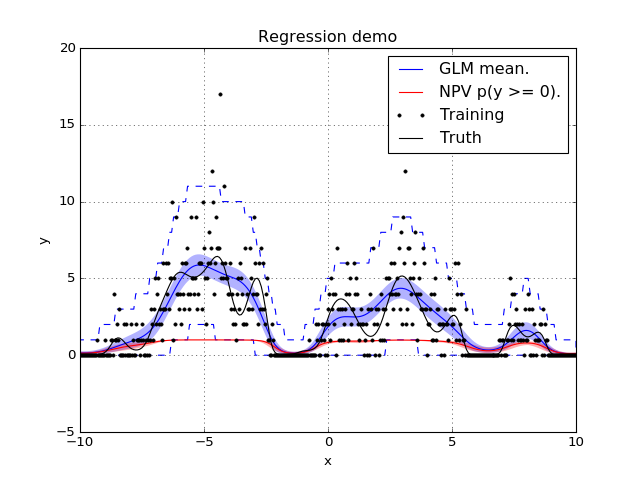 Regression demo
20
15
10
5
0
−5
y
GLM mean.
NPV p(y >= 0).
Training
Truth
−10
−5
0
5
10
x